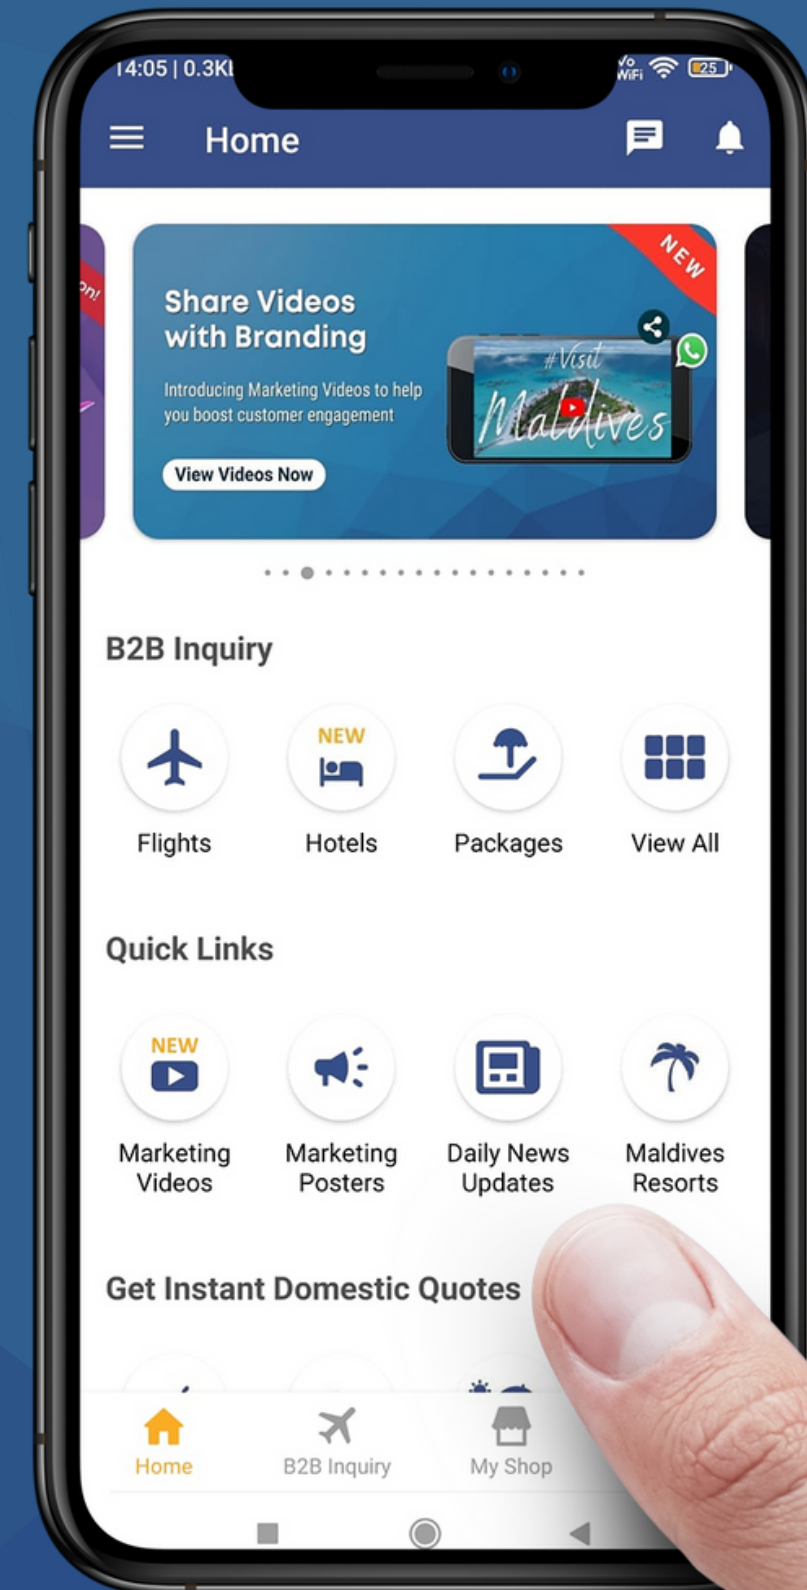 14:05 | 0.3K
Vo
WiFi
25
Home
on!
NEW
Share Videos
with Branding
Introducing Marketing Videos to help
you boost customer engagement
View Videos Now
#Visit
Maldives
B2B Inquiry
NEW
Flights
Hotels
Packages
View All
Quick Links
NEW
Marketing
Videos
Marketing
Posters
Daily News
Updates
Maldives
Resorts
Get Instant Domestic Quotes
Home
B2B Inquiry
My Shop